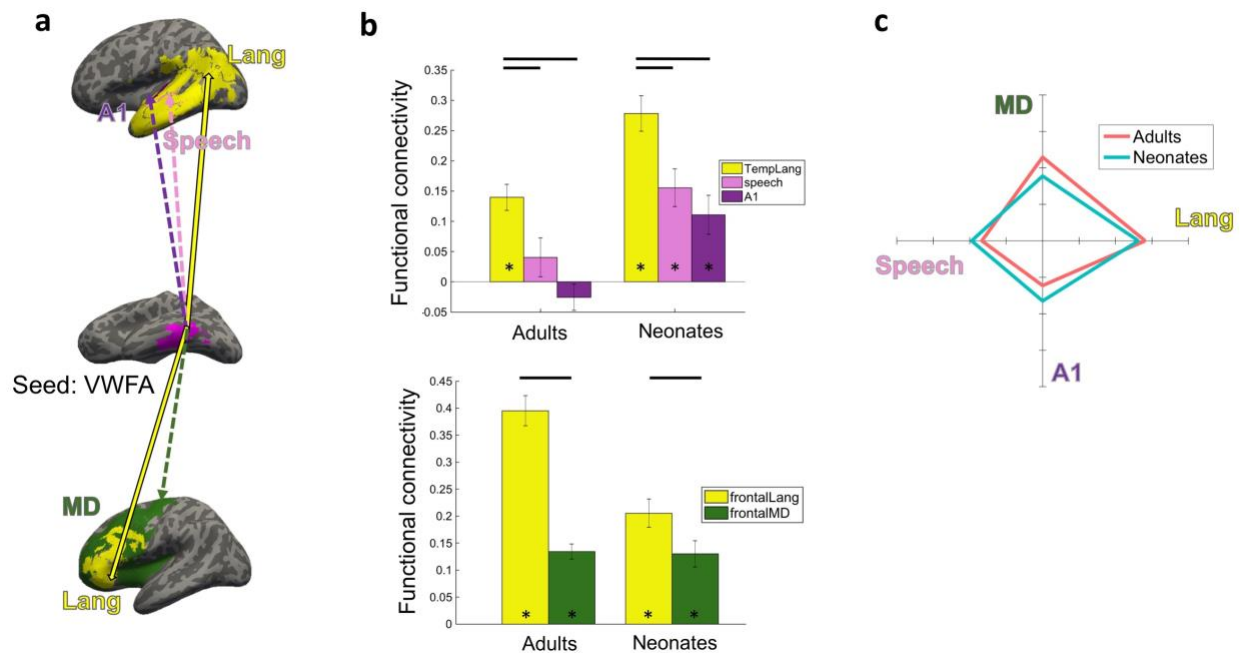 a
Lang
A1
Speech
Seed: VWFA
MD
Lang
b
Functional connectivity
0.35
0.3
0.25
0.2
0.15
0.1
0.05
0
-0.05
TempLang
speech
A1
*
*
*
*
Adults
Neonates
Functional connectivity
0.45
0.4
0.35
0.3
0.25
0.2
0.15
0.1
0.05
0
frontalLang
frontalMD
*
*
*
*
Adults
Neonates
c
MD
Adults
Neonates
Lang
Speech
A1